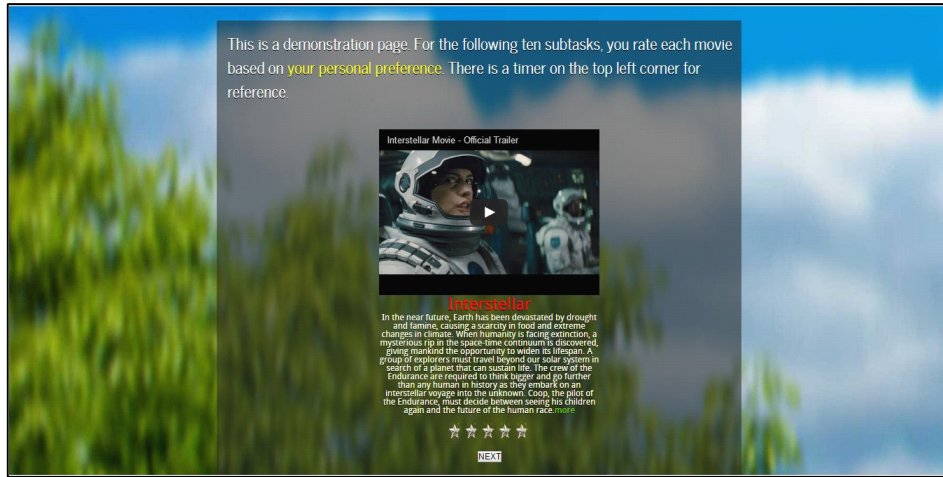 This is a demonstration page. For the following ten subtasks, you rate each movie
based on your personal preference. There is a timer on the top left corner for
reference.
Interstellar Movie - Official Trailer
Interstellar
In the near future, Earth has been devastated by drought
and famine, causing a scarcity in food and extreme
changes in climate. When humanity is facing extinction, a
mysterious rip in the space-time continuum is discovered,
giving mankind the opportunity to widen its lifespan. A
group of explorers must travel beyond our solar system in
search of a planet that can sustain life. The crew of the
Endurance are required to think bigger and go further
than any human in history as they embark on an
interstellar voyage into the unknown. Coop, the pilot of
the Endurance, must decide between seeing his children
again and the future of the human race.more
NEXT